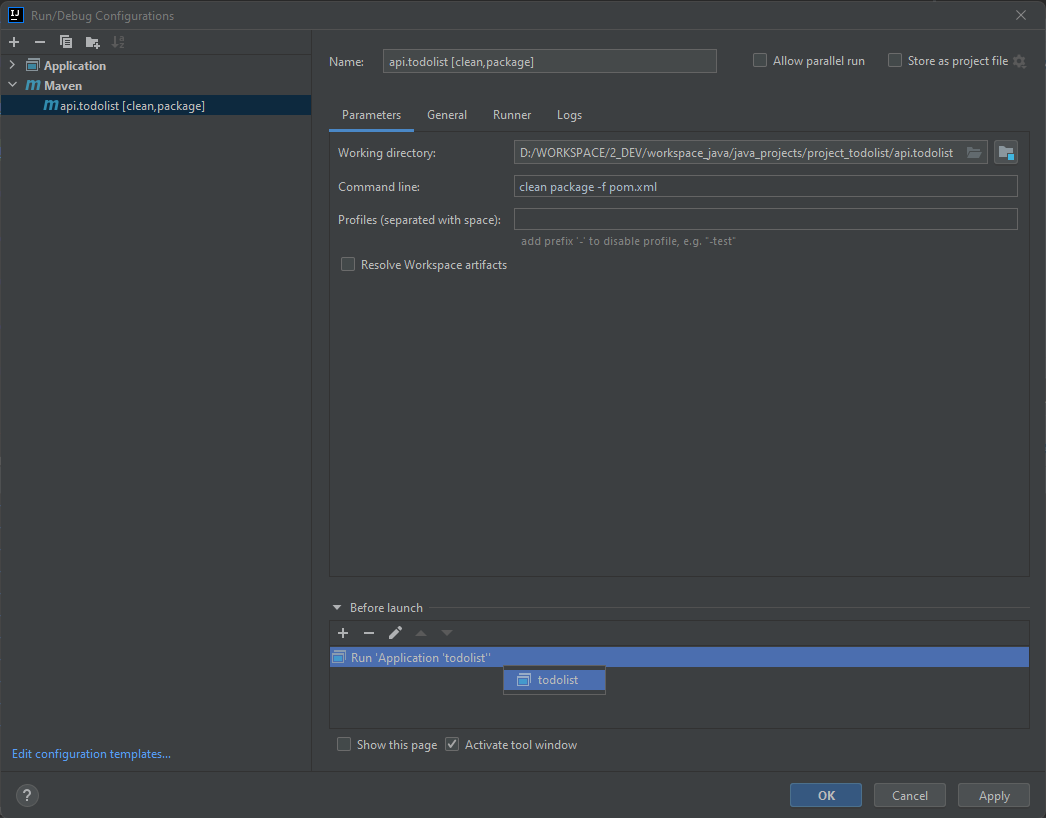 Run/Debug Configurations
Application
Maven
api.todolist [clean,package]
Edit configuration templates...
Name: api.todolist [clean,package] Allow parallel run Store as project file
Parameters General Runner Logs
Working directory: D:/WORKSPACE/2_DEV/workspace_java/java_projects/project_todolist/api.todolist
Command line: clean package -f pom.xml
Profiles (separated with space):
add prefix '-' to disable profile, e.g. "-test"
Resolve Workspace artifacts
Before launch
Run 'Application 'todolist''
todolist
Show this page Activate tool window
? OK Cancel Apply